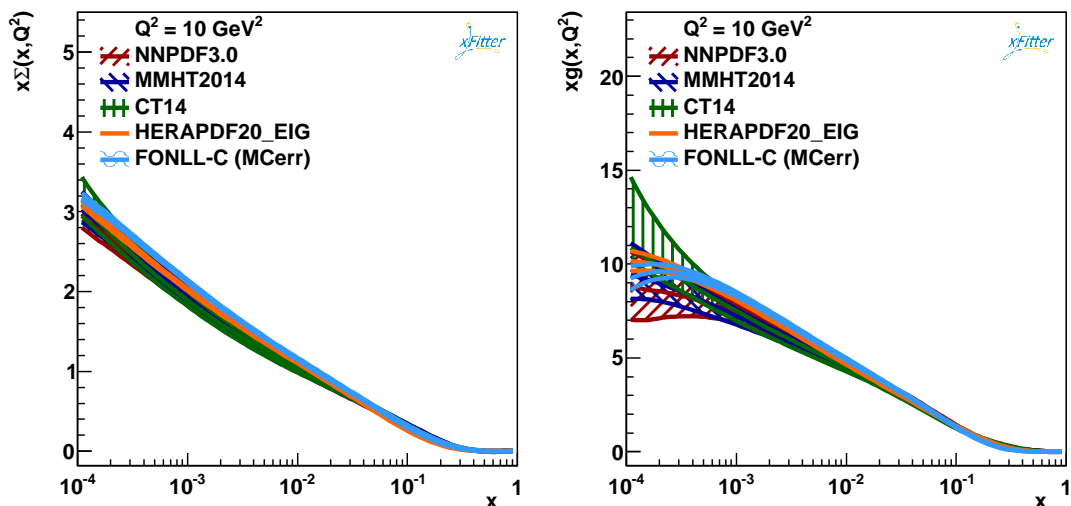 Q² = 10 GeV²
NNPDF3.0
MMHT2014
CT14
HERAPDF20_EIG
FONLL-C (MCerr)
xFitter
xΣ(x,Q²)
5
4
3
2
1
0
10⁻⁴ 10⁻³ 10⁻² 10⁻¹ 1
x
Q² = 10 GeV²
NNPDF3.0
MMHT2014
CT14
HERAPDF20_EIG
FONLL-C (MCerr)
xFitter
xg(x,Q²)
20
15
10
5
0
10⁻⁴ 10⁻³ 10⁻² 10⁻¹ 1
x